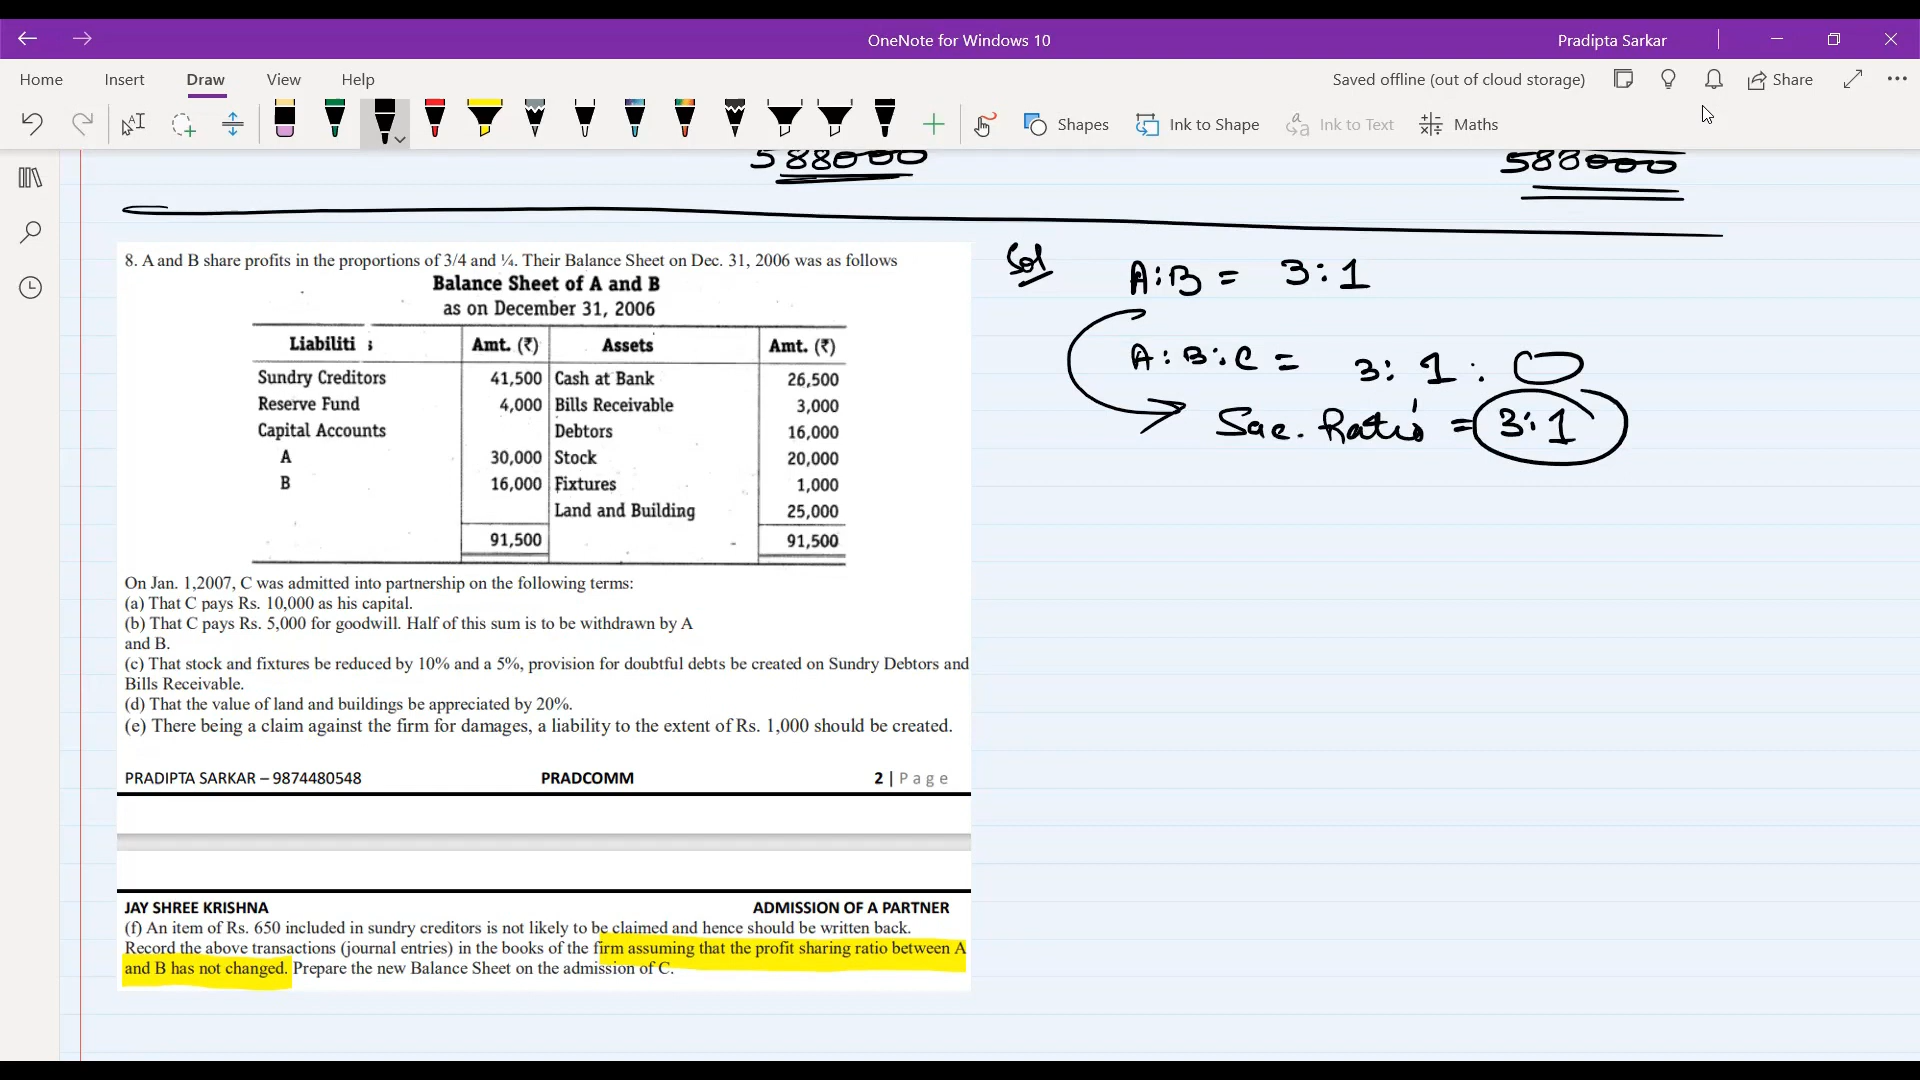 OneNote for Windows 10
Pradipta Sarkar
Home Insert Draw View Help
Saved offline (out of cloud storage)
Share
Shapes
Ink to Shape
Ink to Text
Maths
588000
588000
8. A and B share profits in the proportions of 3/4 and ¼. Their Balance Sheet on Dec. 31, 2006 was as follows
Balance Sheet of A and B
as on December 31, 2006
Liabiliti s Amt. (₹) Assets Amt. (₹)
Sundry Creditors 41,500 Cash at Bank 26,500
Reserve Fund 4,000 Bills Receivable 3,000
Capital Accounts Debtors 16,000
A 30,000 Stock 20,000
B 16,000 Fixtures 1,000
Land and Building 25,000
91,500 91,500
On Jan. 1,2007, C was admitted into partnership on the following terms:
(a) That C pays Rs. 10,000 as his capital.
(b) That C pays Rs. 5,000 for goodwill. Half of this sum is to be withdrawn by A
and B.
(c) That stock and fixtures be reduced by 10% and a 5%, provision for doubtful debts be created on Sundry Debtors and
Bills Receivable.
(d) That the value of land and buildings be appreciated by 20%.
(e) There being a claim against the firm for damages, a liability to the extent of Rs. 1,000 should be created.
PRADIPTA SARKAR – 9874480548 PRADCOMM 2 | Page
JAY SHREE KRISHNA ADMISSION OF A PARTNER
(f) An item of Rs. 650 included in sundry creditors is not likely to be claimed and hence should be written back.
Record the above transactions (journal entries) in the books of the firm assuming that the profit sharing ratio between A
and B has not changed. Prepare the new Balance Sheet on the admission of C.
Sol
A:B = 3:1
A:B:C = 3:1:
Sac. Ratio = 3:1